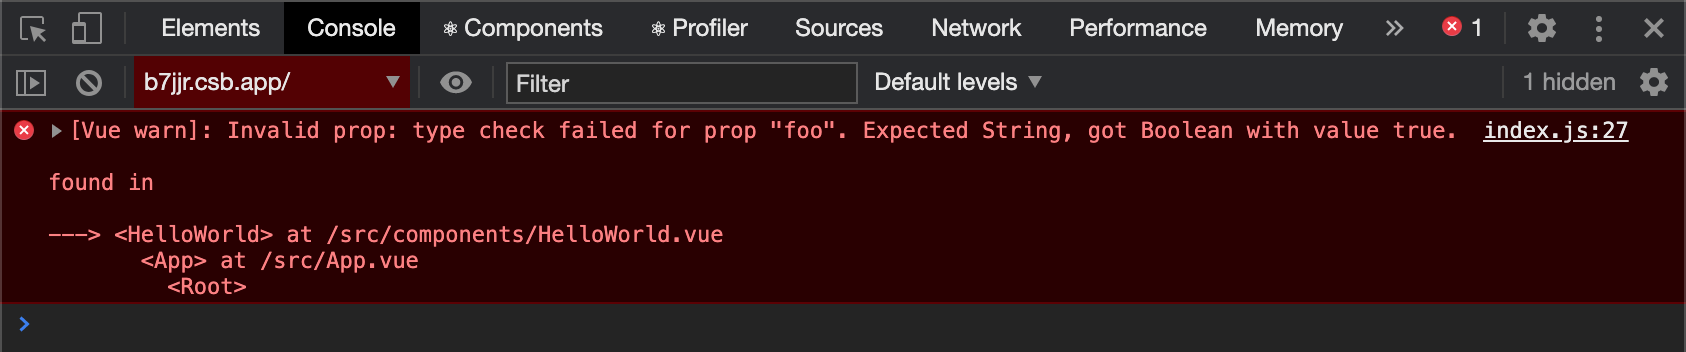 Elements Console ⚛ Components ⚛ Profiler Sources Network Performance Memory » 1
b7jjr.csb.app/ ▼ Filter Default levels ▼ 1 hidden
▶ [Vue warn]: Invalid prop: type check failed for prop "foo". Expected String, got Boolean with value true. index.js:27
found in
---> <HelloWorld> at /src/components/HelloWorld.vue
<App> at /src/App.vue
<Root>